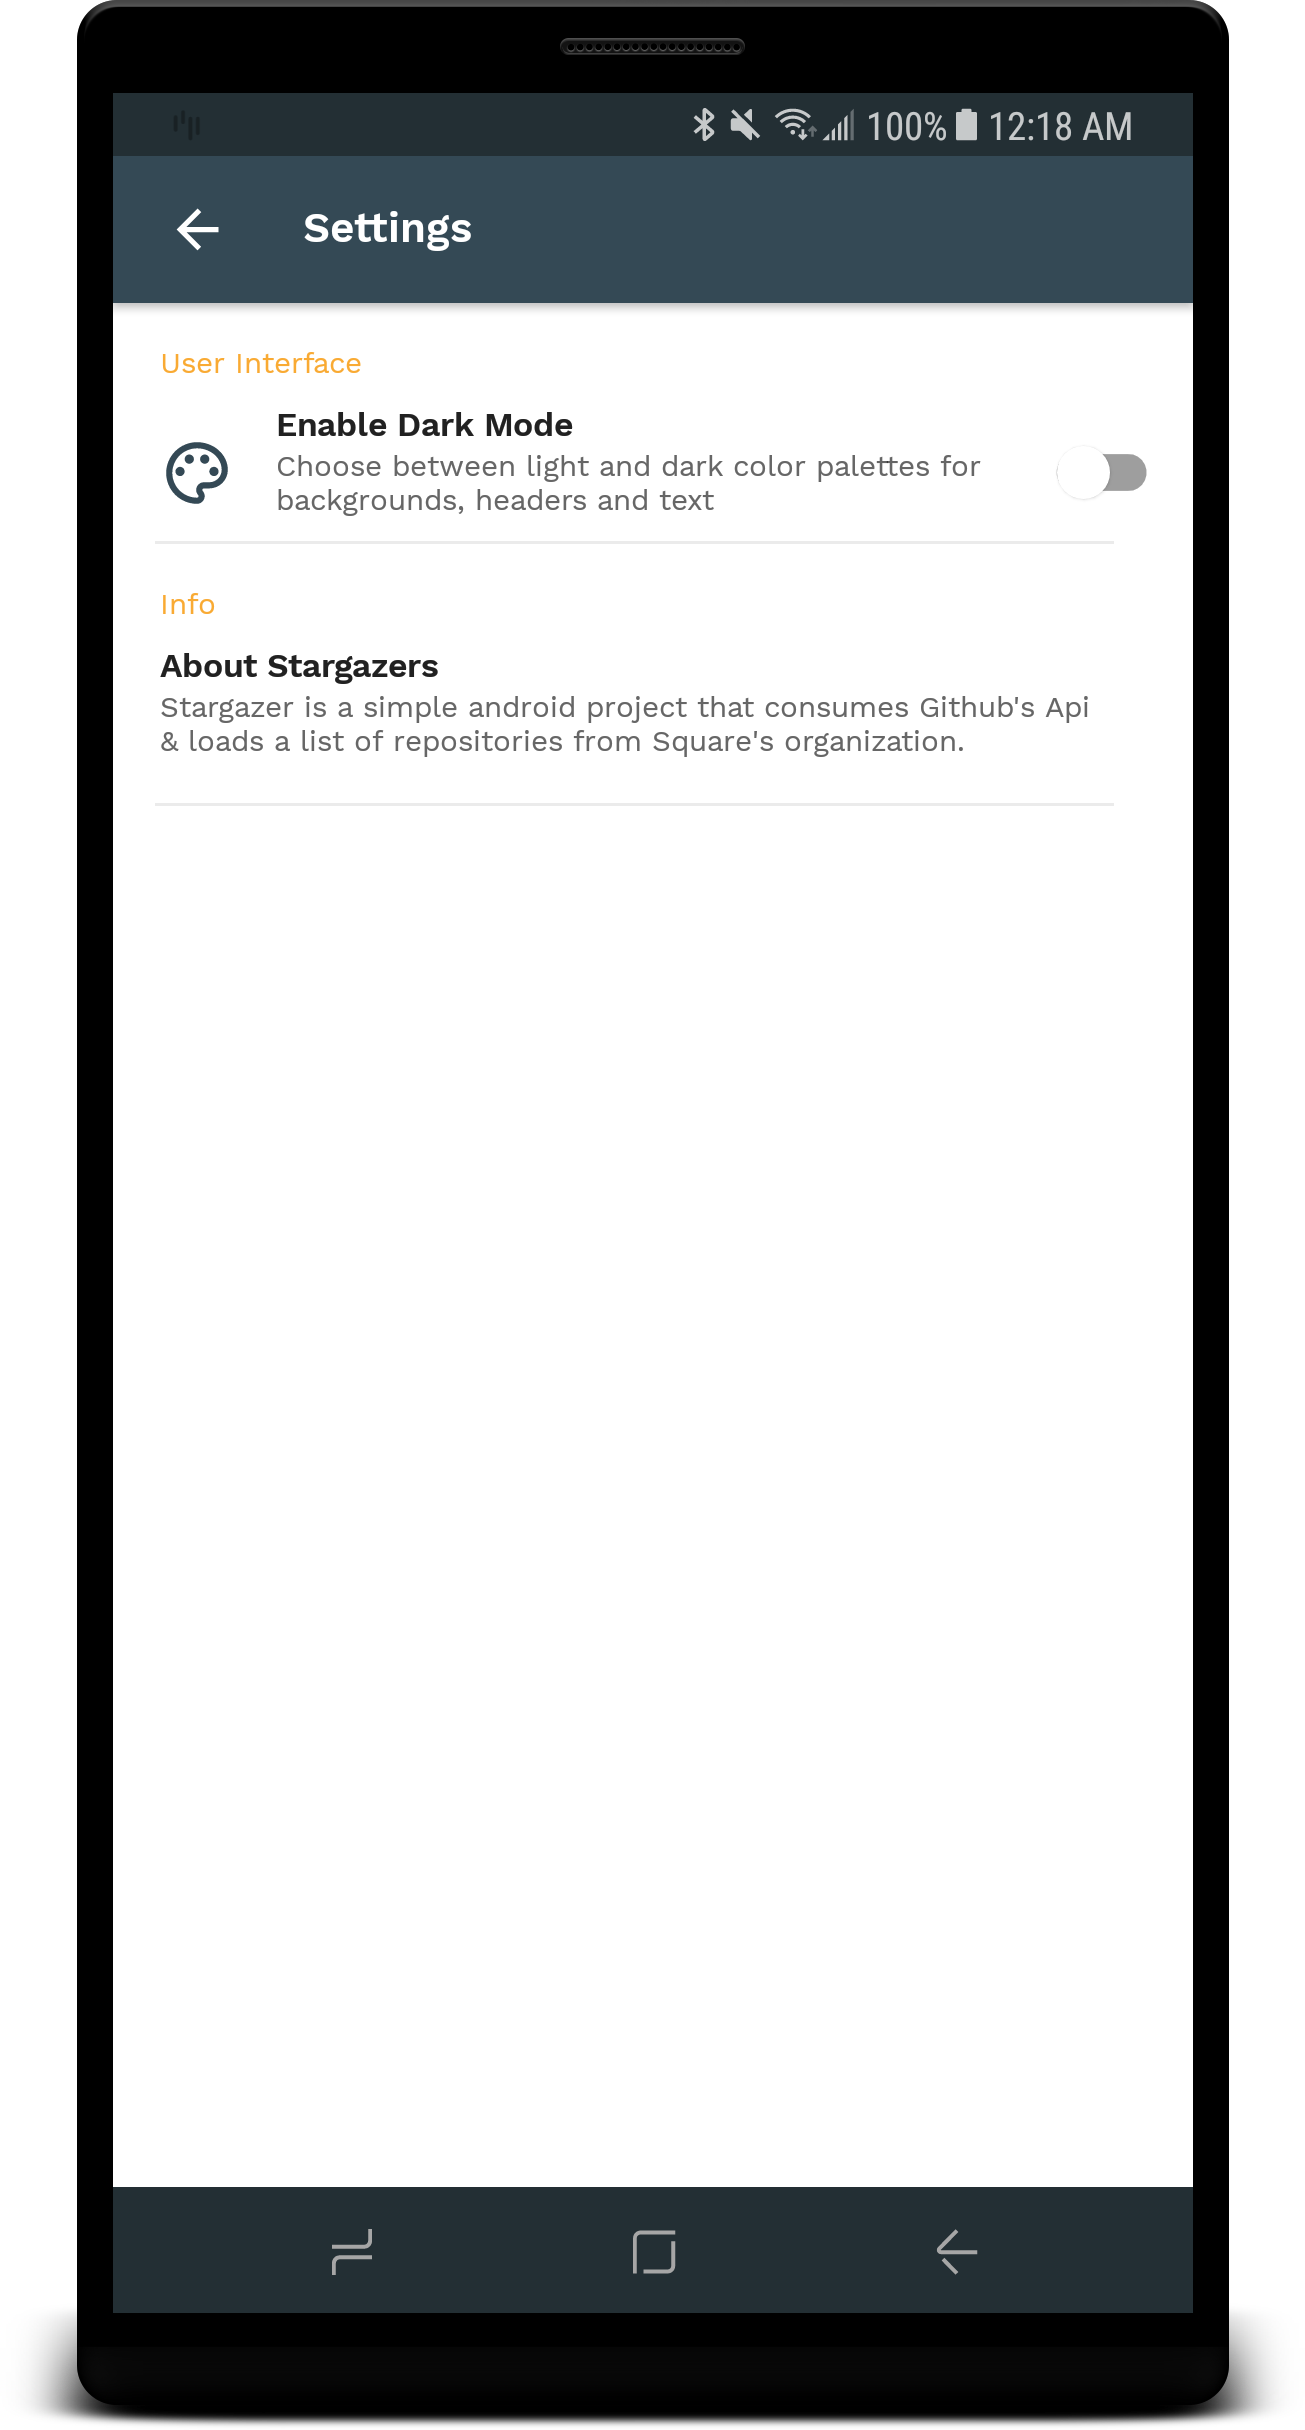 100% 12:18 AM
Settings
User Interface
Enable Dark Mode
Choose between light and dark color palettes for
backgrounds, headers and text
Info
About Stargazers
Stargazer is a simple android project that consumes Github's Api
& loads a list of repositories from Square's organization.